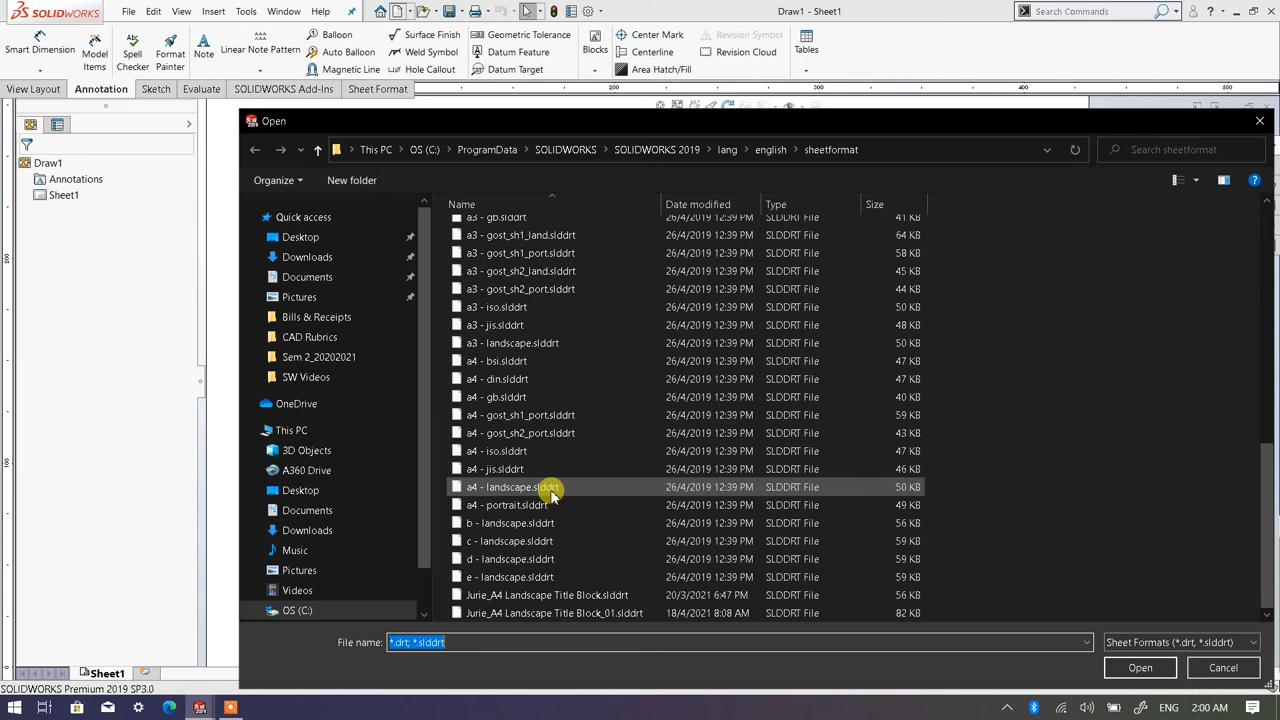 SOLIDWORKS File Edit View Insert Tools Window Help Draw1 - Sheet1 Search Commands
Smart Dimension
Model Items
Spell Checker
Format Painter
Note
Linear Note Pattern
Balloon
Auto Balloon
Magnetic Line
Surface Finish
Weld Symbol
Hole Callout
Geometric Tolerance
Datum Feature
Datum Target
Blocks
Center Mark
Centerline
Area Hatch/Fill
Revision Symbol
Revision Cloud
Tables
View Layout Annotation Sketch Evaluate SOLIDWORKS Add-Ins Sheet Format
200 300 400 500
Draw1
Annotations
Sheet1
200
100
Open
This PC OS (C:) ProgramData SOLIDWORKS SOLIDWORKS 2019 lang english sheetformat Search sheetformat
Organize New folder
Quick access
Desktop
Downloads
Documents
Pictures
Bills & Receipts
CAD Rubrics
Sem 2_20202021
SW Videos
OneDrive
This PC
3D Objects
A360 Drive
Desktop
Documents
Downloads
Music
Pictures
Videos
OS (C:)
Name Date modified Type Size
a3 - gb.slddrt 26/4/2019 12:39 PM SLDDRT File 41 KB
a3 - gost_sh1_land.slddrt 26/4/2019 12:39 PM SLDDRT File 64 KB
a3 - gost_sh1_port.slddrt 26/4/2019 12:39 PM SLDDRT File 58 KB
a3 - gost_sh2_land.slddrt 26/4/2019 12:39 PM SLDDRT File 45 KB
a3 - gost_sh2_port.slddrt 26/4/2019 12:39 PM SLDDRT File 44 KB
a3 - iso.slddrt 26/4/2019 12:39 PM SLDDRT File 50 KB
a3 - jis.slddrt 26/4/2019 12:39 PM SLDDRT File 48 KB
a3 - landscape.slddrt 26/4/2019 12:39 PM SLDDRT File 50 KB
a4 - bsi.slddrt 26/4/2019 12:39 PM SLDDRT File 47 KB
a4 - din.slddrt 26/4/2019 12:39 PM SLDDRT File 47 KB
a4 - gb.slddrt 26/4/2019 12:39 PM SLDDRT File 40 KB
a4 - gost_sh1_port.slddrt 26/4/2019 12:39 PM SLDDRT File 59 KB
a4 - gost_sh2_port.slddrt 26/4/2019 12:39 PM SLDDRT File 43 KB
a4 - iso.slddrt 26/4/2019 12:39 PM SLDDRT File 47 KB
a4 - jis.slddrt 26/4/2019 12:39 PM SLDDRT File 46 KB
a4 - landscape.slddrt 26/4/2019 12:39 PM SLDDRT File 50 KB
a4 - portrait.slddrt 26/4/2019 12:39 PM SLDDRT File 49 KB
b - landscape.slddrt 26/4/2019 12:39 PM SLDDRT File 56 KB
c - landscape.slddrt 26/4/2019 12:39 PM SLDDRT File 59 KB
d - landscape.slddrt 26/4/2019 12:39 PM SLDDRT File 59 KB
e - landscape.slddrt 26/4/2019 12:39 PM SLDDRT File 59 KB
Jurie_A4 Landscape Title Block.slddrt 20/3/2021 6:47 PM SLDDRT File 56 KB
Jurie_A4 Landscape Title Block_01.slddrt 18/4/2021 8:08 AM SLDDRT File 82 KB
File name: *.drt; *.slddrt Sheet Formats (*.drt, *.slddrt)
Open Cancel
Sheet1
SOLIDWORKS Premium 2019 SP3.0
ENG 2:00 AM